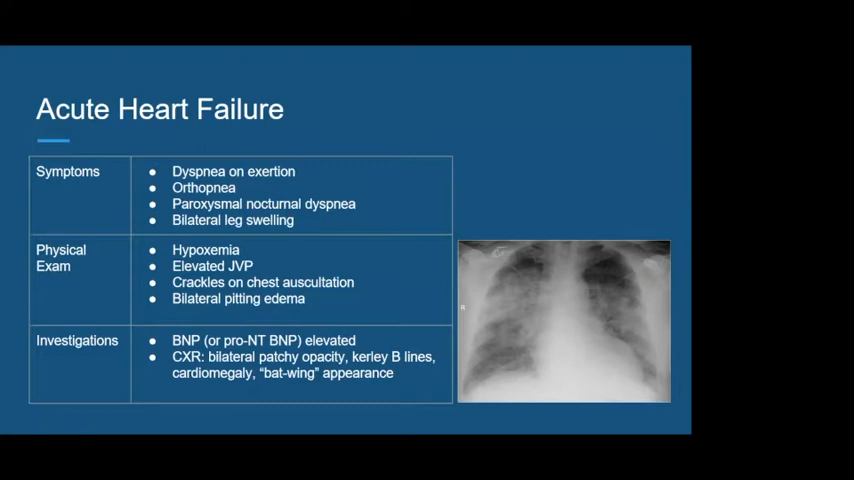 Acute Heart Failure
Symptoms
● Dyspnea on exertion
● Orthopnea
● Paroxysmal nocturnal dyspnea
● Bilateral leg swelling
Physical
Exam
● Hypoxemia
● Elevated JVP
● Crackles on chest auscultation
● Bilateral pitting edema
Investigations
● BNP (or pro-NT BNP) elevated
● CXR: bilateral patchy opacity, kerley B lines,
cardiomegaly, “bat-wing” appearance
R